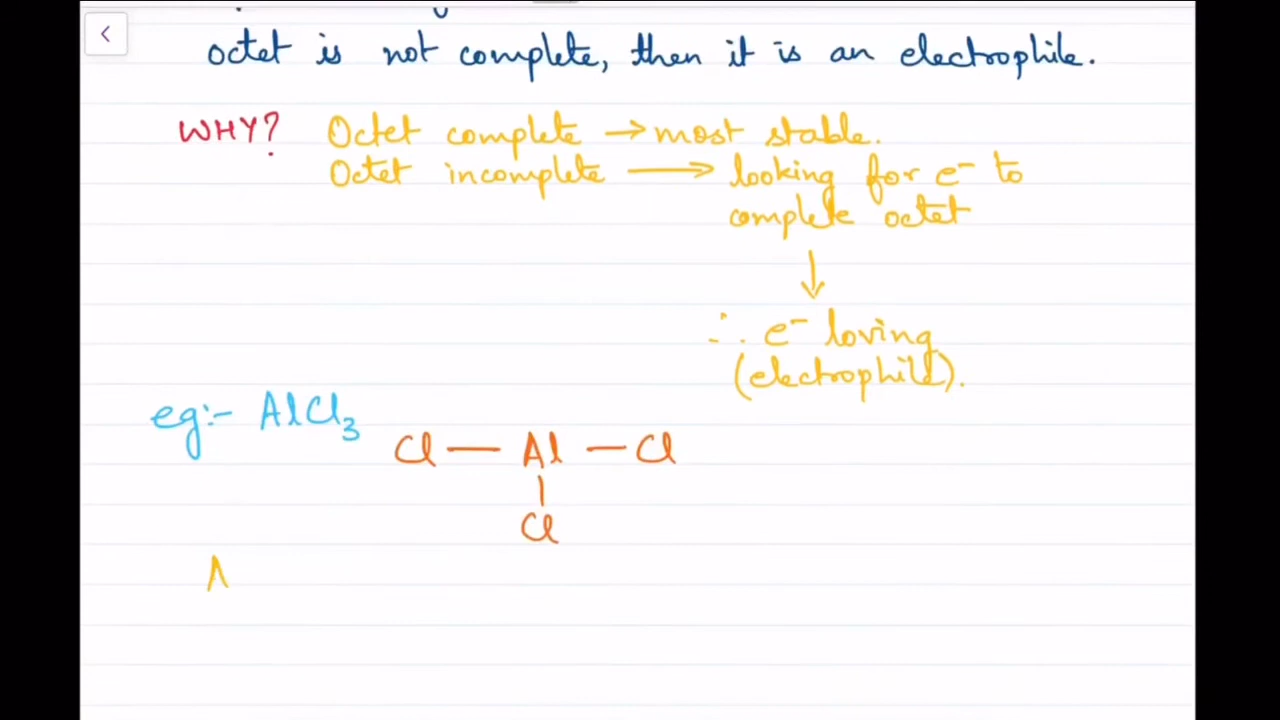 octet is not complete, then it is an electrophile.
WHY? Octet complete → most stable.
Octet incomplete ⟶ looking for e⁻ to
complete octet
↓
∴ e⁻ loving
(electrophile).
eg:- AlCl₃
Cl — Al — Cl
|
Cl